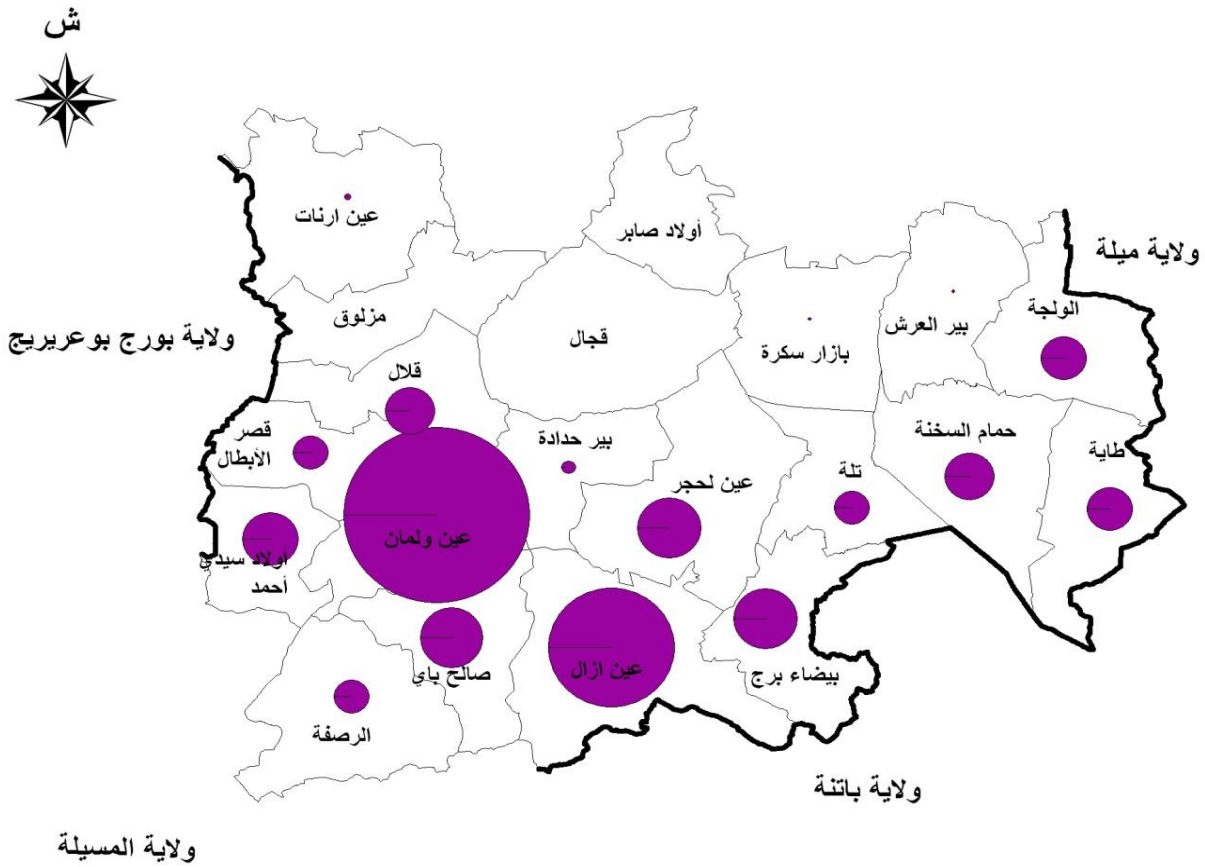 ش
عين ارنات
أولاد صابر
ولاية ميلة
مزلوق
قجال
بازار سكرة
بير العرش
الولجة
ولاية بورج بوعريريج
قلال
قصر
الأبطال
بير حدادة
عين لحجر
تلة
حمام السخنة
طاية
عين ولمان
أولاد سيدي
أحمد
صالح باي
عين ازال
بيضاء برج
الرصفة
ولاية باتنة
ولاية المسيلة